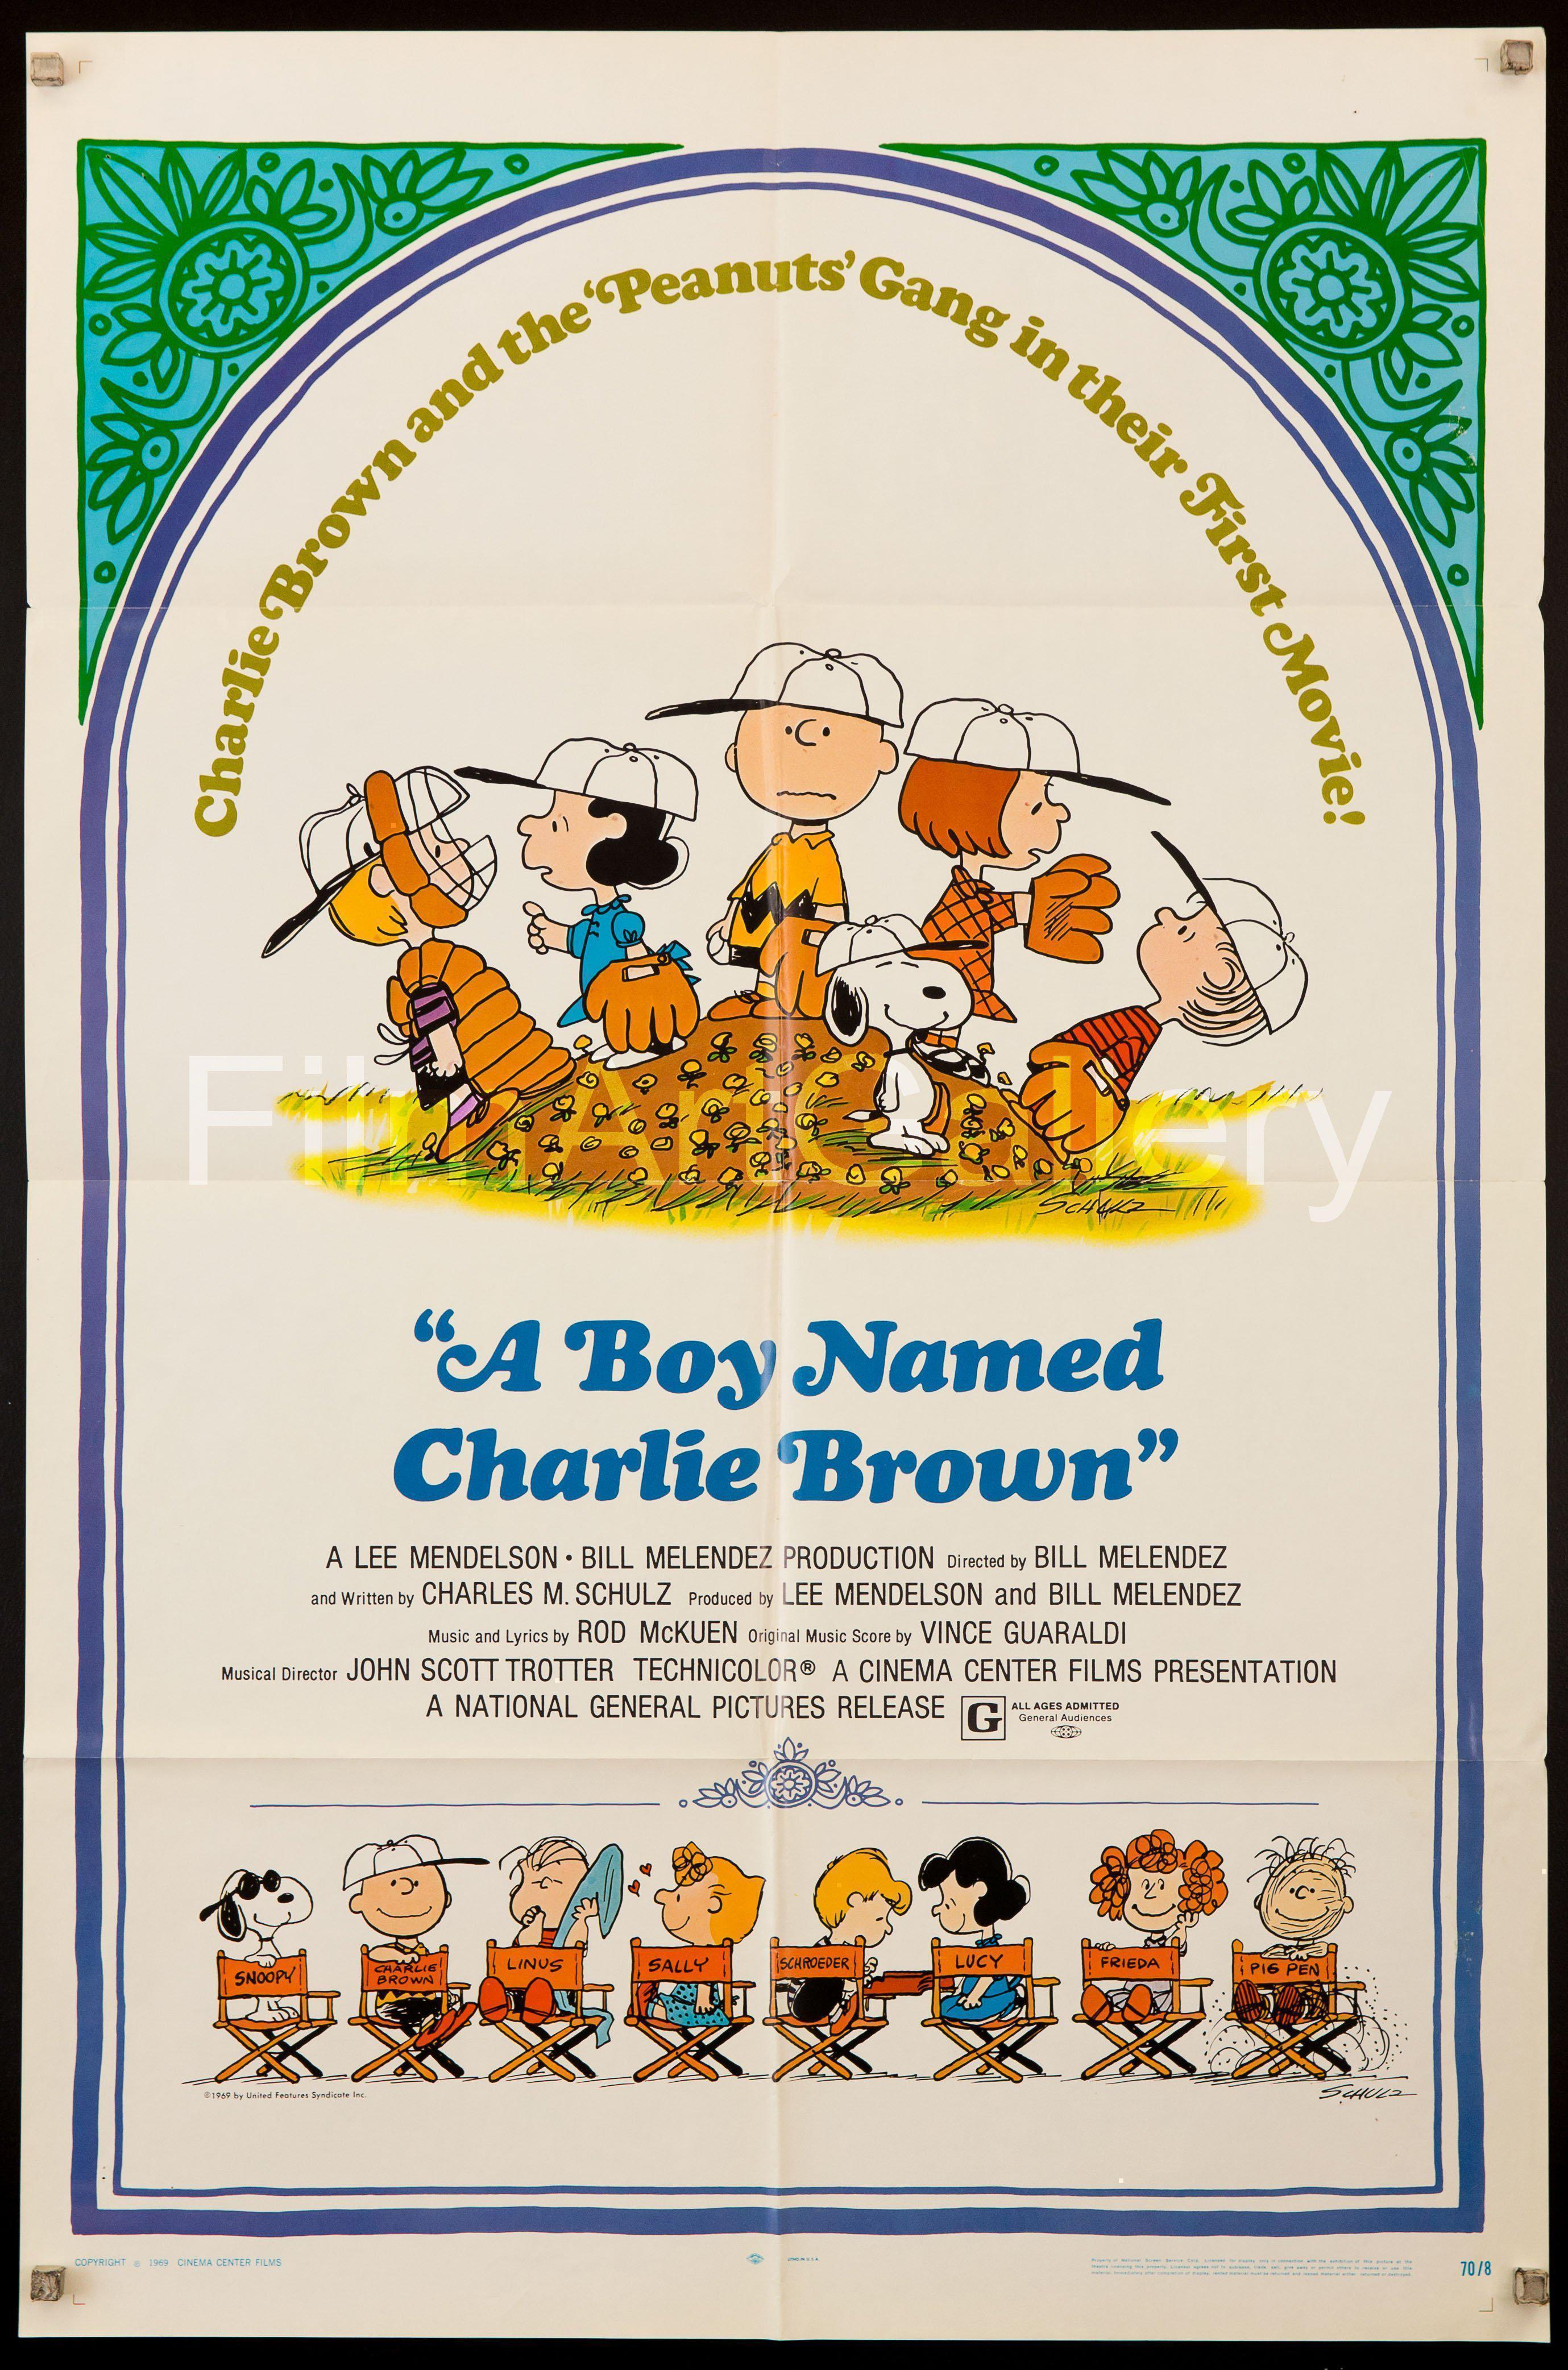 Charlie Brown and the 'Peanuts' Gang in their First Movie!
FilmArtGallery
SCHULZ
"A Boy Named
Charlie Brown"
A LEE MENDELSON • BILL MELENDEZ PRODUCTION Directed by BILL MELENDEZ
and Written by CHARLES M. SCHULZ Produced by LEE MENDELSON and BILL MELENDEZ
Music and Lyrics by ROD McKUEN Original Music Score by VINCE GUARALDI
Musical Director JOHN SCOTT TROTTER TECHNICOLOR® A CINEMA CENTER FILMS PRESENTATION
A NATIONAL GENERAL PICTURES RELEASE G ALL AGES ADMITTED
General Audiences
SNOOPY CHARLIE BROWN LINUS SALLY SCHROEDER LUCY FRIEDA PIG PEN
©1969 by United Features Syndicate Inc.
SCHULZ
COPYRIGHT © 1969 CINEMA CENTER FILMS
LITHO IN U.S.A.
70/8